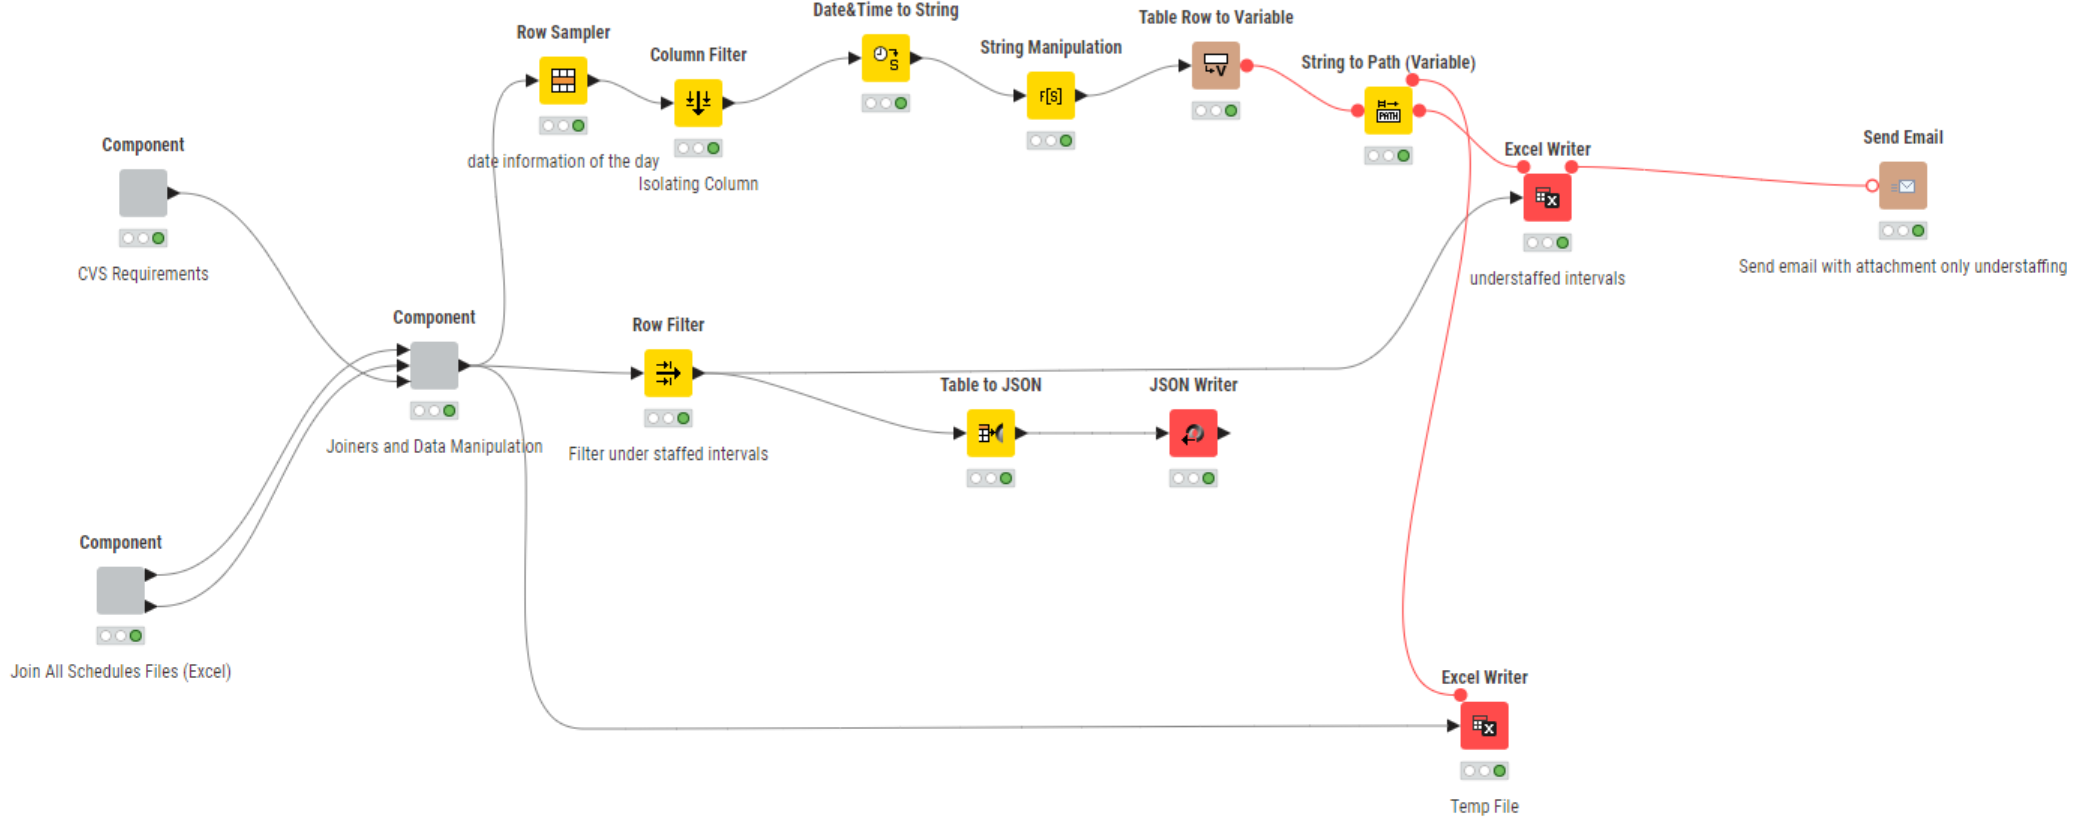 Date&Time to String
Table Row to Variable
Row Sampler
Column Filter
String Manipulation
String to Path (Variable)
S
V
F[S]
PATH
date information of the day
Isolating Column
Component
CVS Requirements
Excel Writer
X
understaffed intervals
Send Email
Send email with attachment only understaffing
Component
Joiners and Data Manipulation
Row Filter
Filter under staffed intervals
Table to JSON
JSON Writer
Component
Join All Schedules Files (Excel)
Excel Writer
X
Temp File